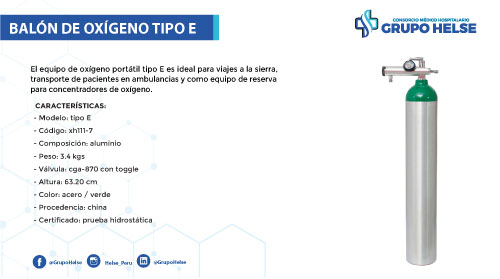 BALÓN DE OXÍGENO TIPO E
CONSORCIO MÉDICO HOSPITALARIO
GRUPO HELSE
El equipo de oxígeno portátil tipo E es ideal para viajes a la sierra,
transporte de pacientes en ambulancias y como equipo de reserva
para concentradores de oxígeno.
CARACTERÍSTICAS:
- Modelo: tipo E
- Código: xh111-7
- Composición: aluminio
- Peso: 3.4 kgs
- Válvula: cga-870 con toggle
- Altura: 63.20 cm
- Color: acero / verde
- Procedencia: china
- Certificado: prueba hidrostática
@GrupoHelse
Helse_Peru
@GrupoHelse